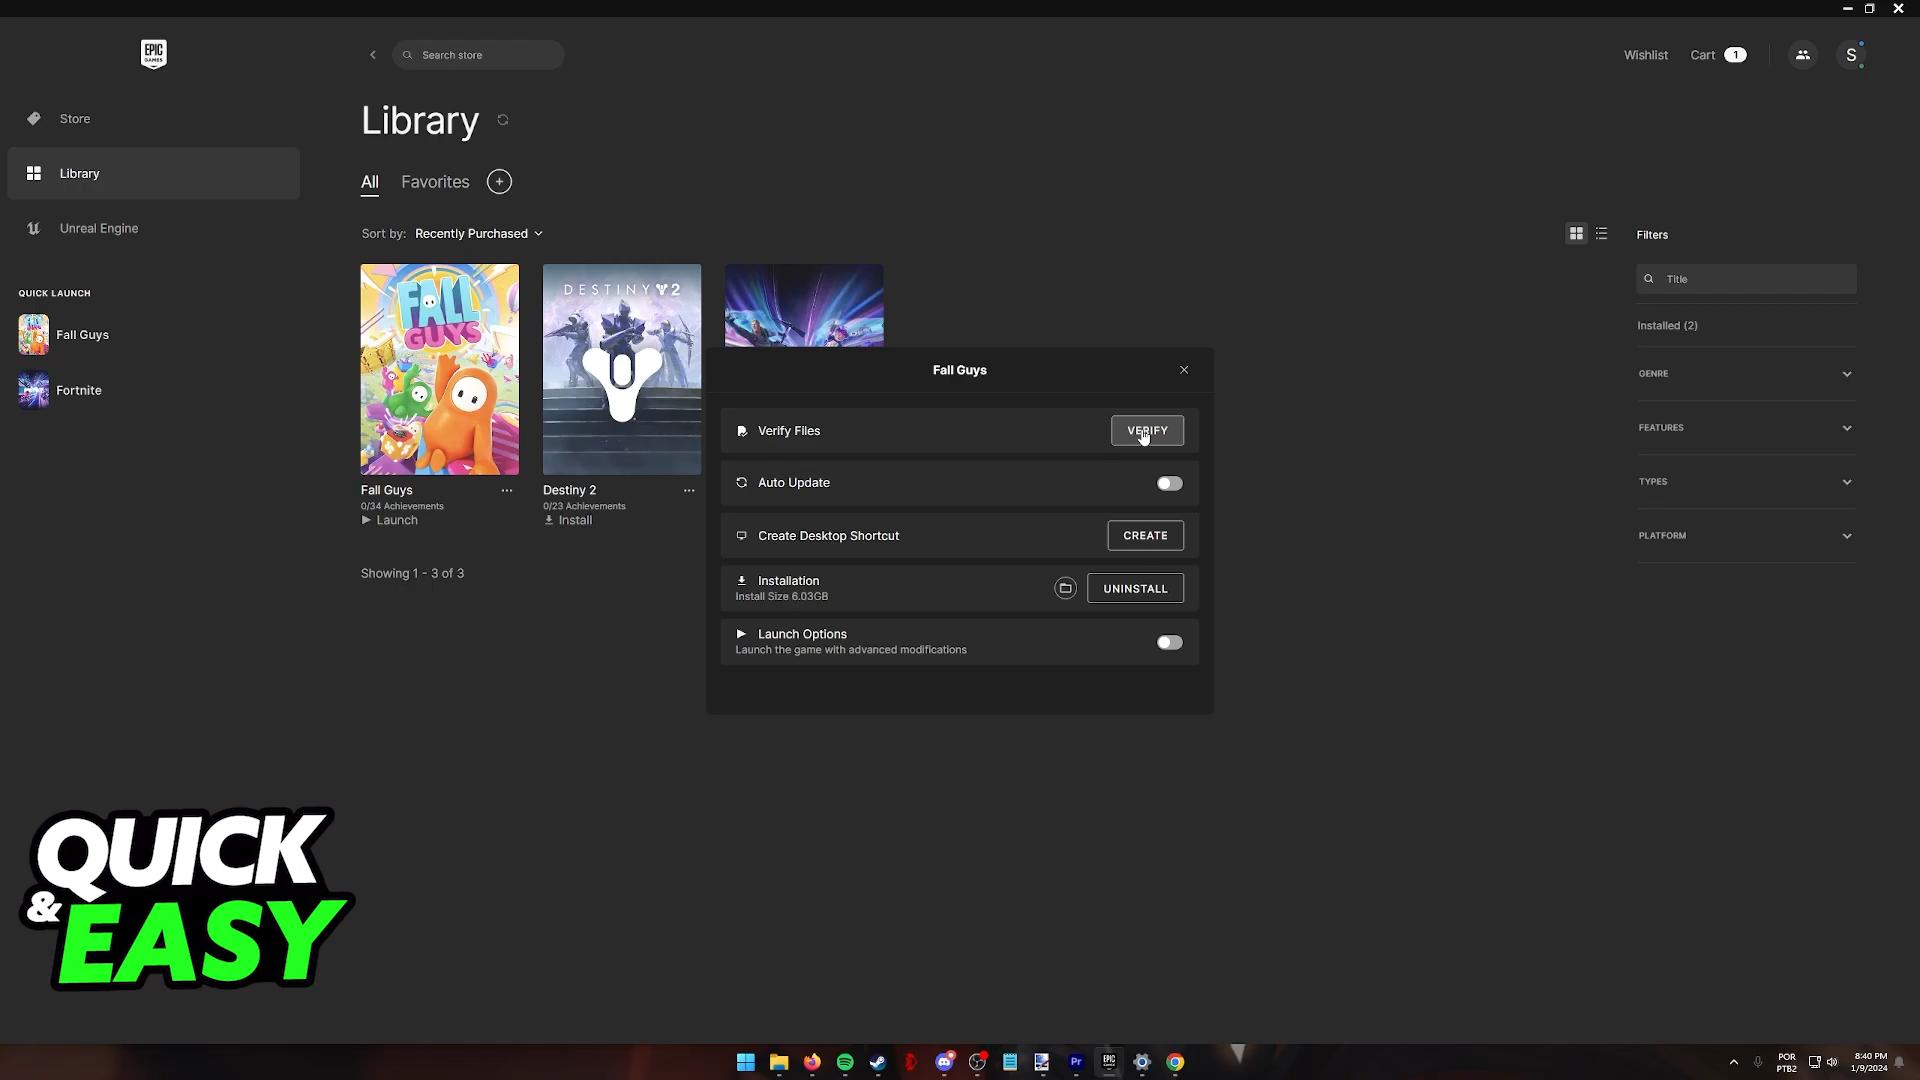 EPIC
GAMES
Search store
Wishlist
Cart 1
S
Store
Library
Unreal Engine
QUICK LAUNCH
Fall Guys
Fortnite
Library
All
Favorites
Sort by: Recently Purchased
FALL
GUYS
DESTINY 2
Fall Guys
0/34 Achievements
Launch
Destiny 2
0/23 Achievements
Install
Showing 1 - 3 of 3
Fall Guys
Verify Files
VERIFY
Auto Update
Create Desktop Shortcut
CREATE
Installation
Install Size 6.03GB
UNINSTALL
Launch Options
Launch the game with advanced modifications
Filters
Title
Installed (2)
GENRE
FEATURES
TYPES
PLATFORM
QUICK
& EASY
Pr
EPIC
POR
PTB2
8:40 PM
1/9/2024